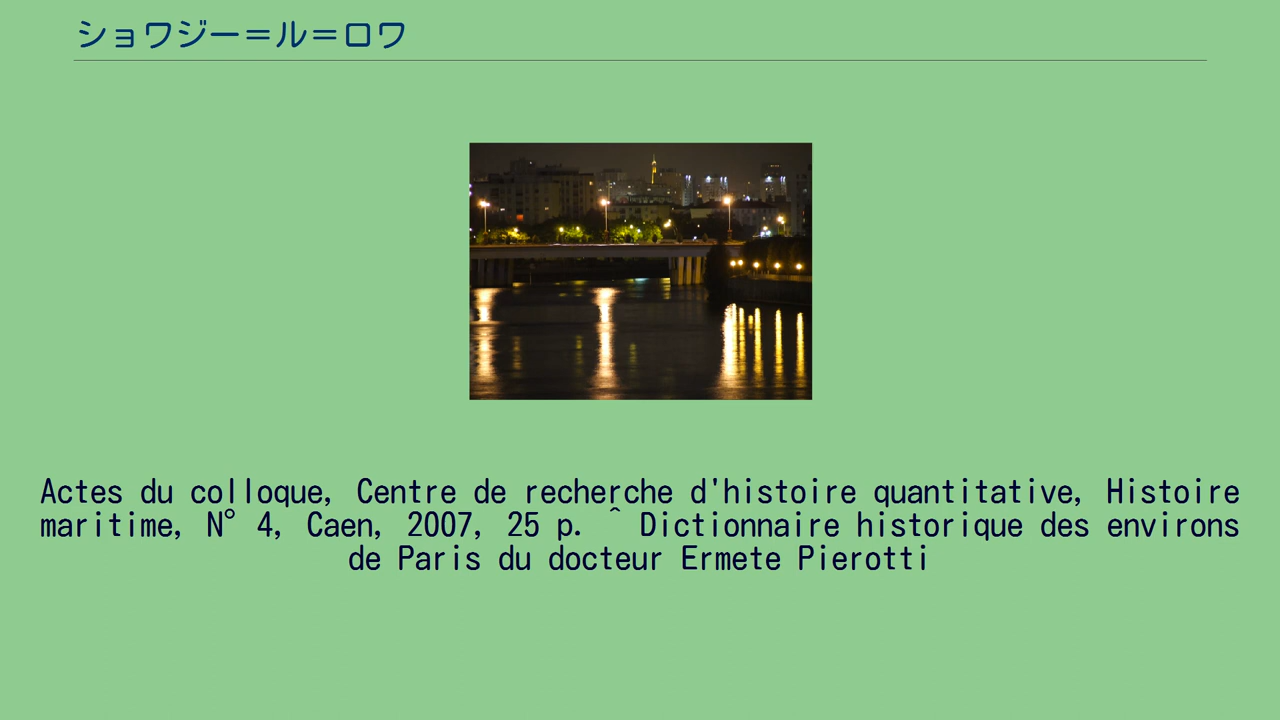 ショワジー＝ル＝ロワ
Actes du colloque, Centre de recherche d'histoire quantitative, Histoire
maritime, N° 4, Caen, 2007, 25 p. ^ Dictionnaire historique des environs
de Paris du docteur Ermete Pierotti